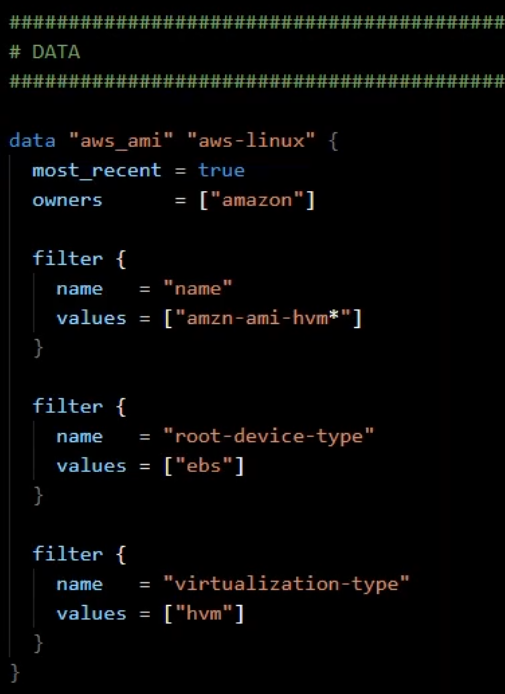 ##########################################
# DATA
##########################################
data "aws_ami" "aws-linux" {
  most_recent = true
  owners      = ["amazon"]
  filter {
    name   = "name"
    values = ["amzn-ami-hvm*"]
  }
  filter {
    name   = "root-device-type"
    values = ["ebs"]
  }
  filter {
    name   = "virtualization-type"
    values = ["hvm"]
  }
}